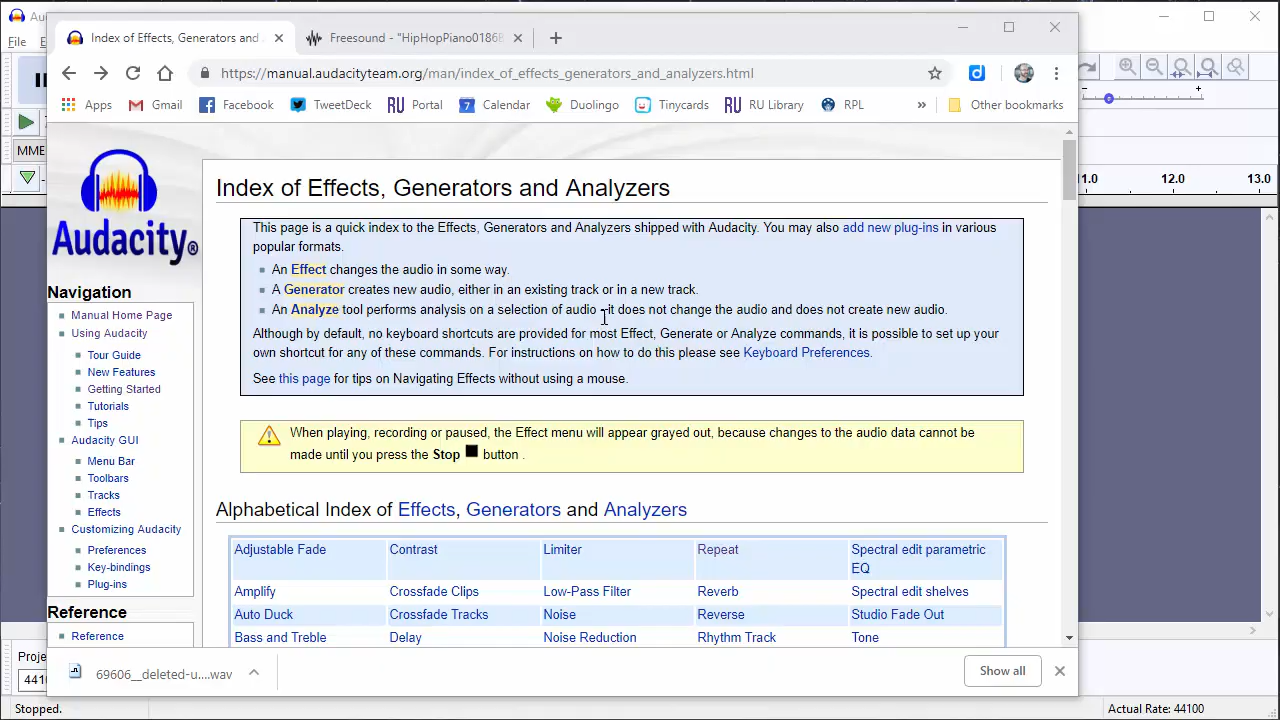 Au
Index of Effects, Generators and
Freesound - "HipHopPiano01868
File
https://manual.audacityteam.org/man/index_of_effects_generators_and_analyzers.html
Apps
Gmail
Facebook
TweetDeck
RU Portal
7 Calendar
Duolingo
Tinycards
RU Library
RPL
»
Other bookmarks
MME
11.0
12.0
13.0
Audacity®
Navigation
Manual Home Page
Using Audacity
Tour Guide
New Features
Getting Started
Tutorials
Tips
Audacity GUI
Menu Bar
Toolbars
Tracks
Effects
Customizing Audacity
Preferences
Key-bindings
Plug-ins
Reference
Reference
Index of Effects, Generators and Analyzers
This page is a quick index to the Effects, Generators and Analyzers shipped with Audacity. You may also add new plug-ins in various
popular formats.
An Effect changes the audio in some way.
A Generator creates new audio, either in an existing track or in a new track.
An Analyze tool performs analysis on a selection of audio - it does not change the audio and does not create new audio.
Although by default, no keyboard shortcuts are provided for most Effect, Generate or Analyze commands, it is possible to set up your
own shortcut for any of these commands. For instructions on how to do this please see Keyboard Preferences.
See this page for tips on Navigating Effects without using a mouse.
When playing, recording or paused, the Effect menu will appear grayed out, because changes to the audio data cannot be
made until you press the Stop button .
Alphabetical Index of Effects, Generators and Analyzers
Adjustable Fade
Contrast
Limiter
Repeat
Spectral edit parametric
EQ
Amplify
Crossfade Clips
Low-Pass Filter
Reverb
Spectral edit shelves
Auto Duck
Crossfade Tracks
Noise
Reverse
Studio Fade Out
Bass and Treble
Delay
Noise Reduction
Rhythm Track
Tone
Proje
441
69606__deleted-u....wav
Show all
Stopped.
Actual Rate: 44100